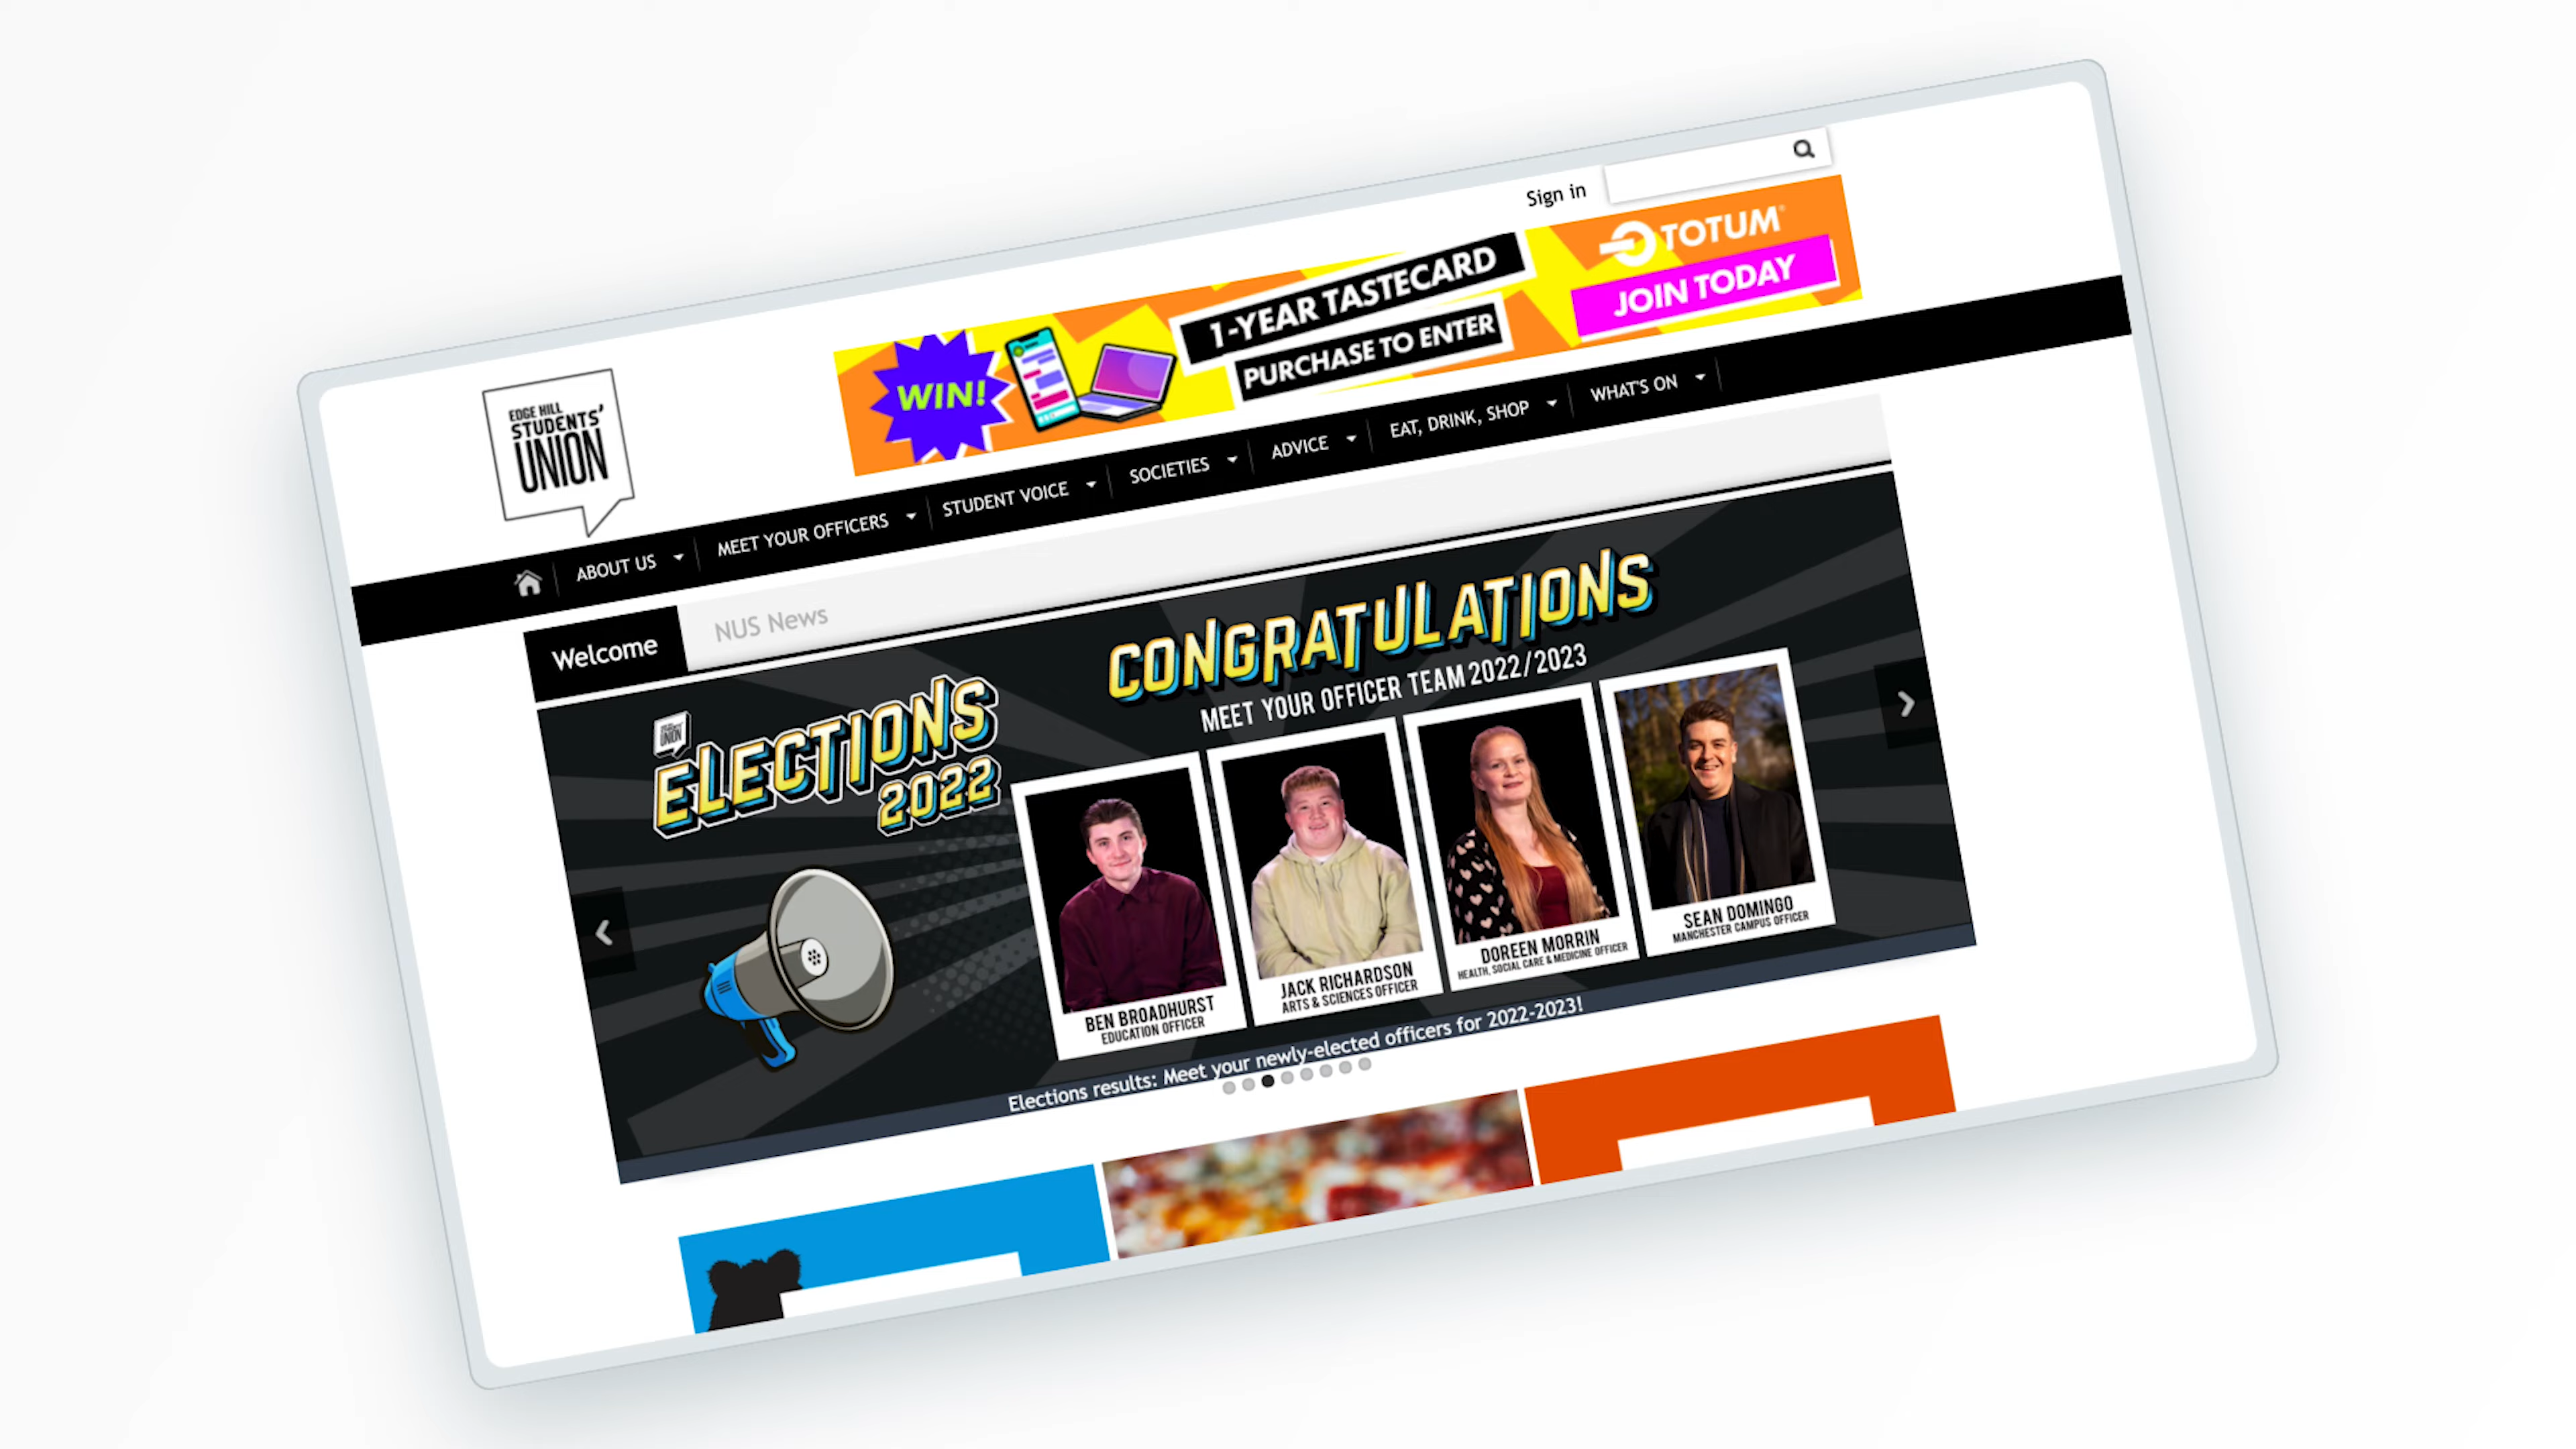 Sign in
EDGE HILL
STUDENTS'
UNION
WIN!
1-YEAR TASTECARD
PURCHASE TO ENTER
TOTUM
JOIN TODAY
ABOUT US
MEET YOUR OFFICERS
STUDENT VOICE
SOCIETIES
ADVICE
EAT, DRINK, SHOP
WHAT'S ON
Welcome
NUS News
UNION
ELECTIONS
2022
CONGRATULATIONS
MEET YOUR OFFICER TEAM 2022/2023
BEN BROADHURST
EDUCATION OFFICER
JACK RICHARDSON
ARTS & SCIENCES OFFICER
DOREEN MORRIN
HEALTH, SOCIAL CARE & MEDICINE OFFICER
SEAN DOMINGO
MANCHESTER CAMPUS OFFICER
Elections results: Meet your newly-elected officers for 2022-2023!